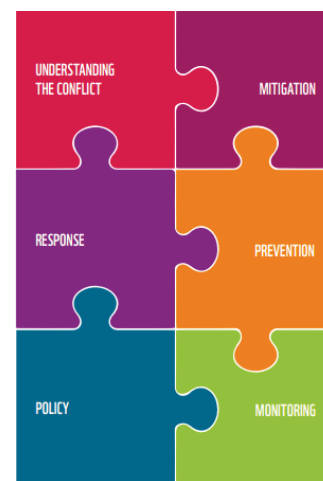 UNDERSTANDING
THE CONFLICT
MITIGATION
RESPONSE
PREVENTION
POLICY
MONITORING